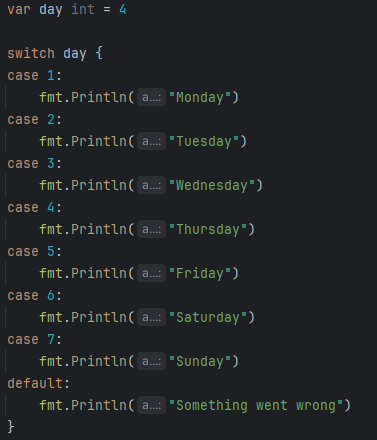 var day int = 4
switch day {
case 1:
fmt.Println( a...: "Monday")
case 2:
fmt.Println( a...: "Tuesday")
case 3:
fmt.Println( a...: "Wednesday")
case 4:
fmt.Println( a...: "Thursday")
case 5:
fmt.Println( a...: "Friday")
case 6:
fmt.Println( a...: "Saturday")
case 7:
fmt.Println( a...: "Sunday")
default:
fmt.Println( a...: "Something went wrong")
}